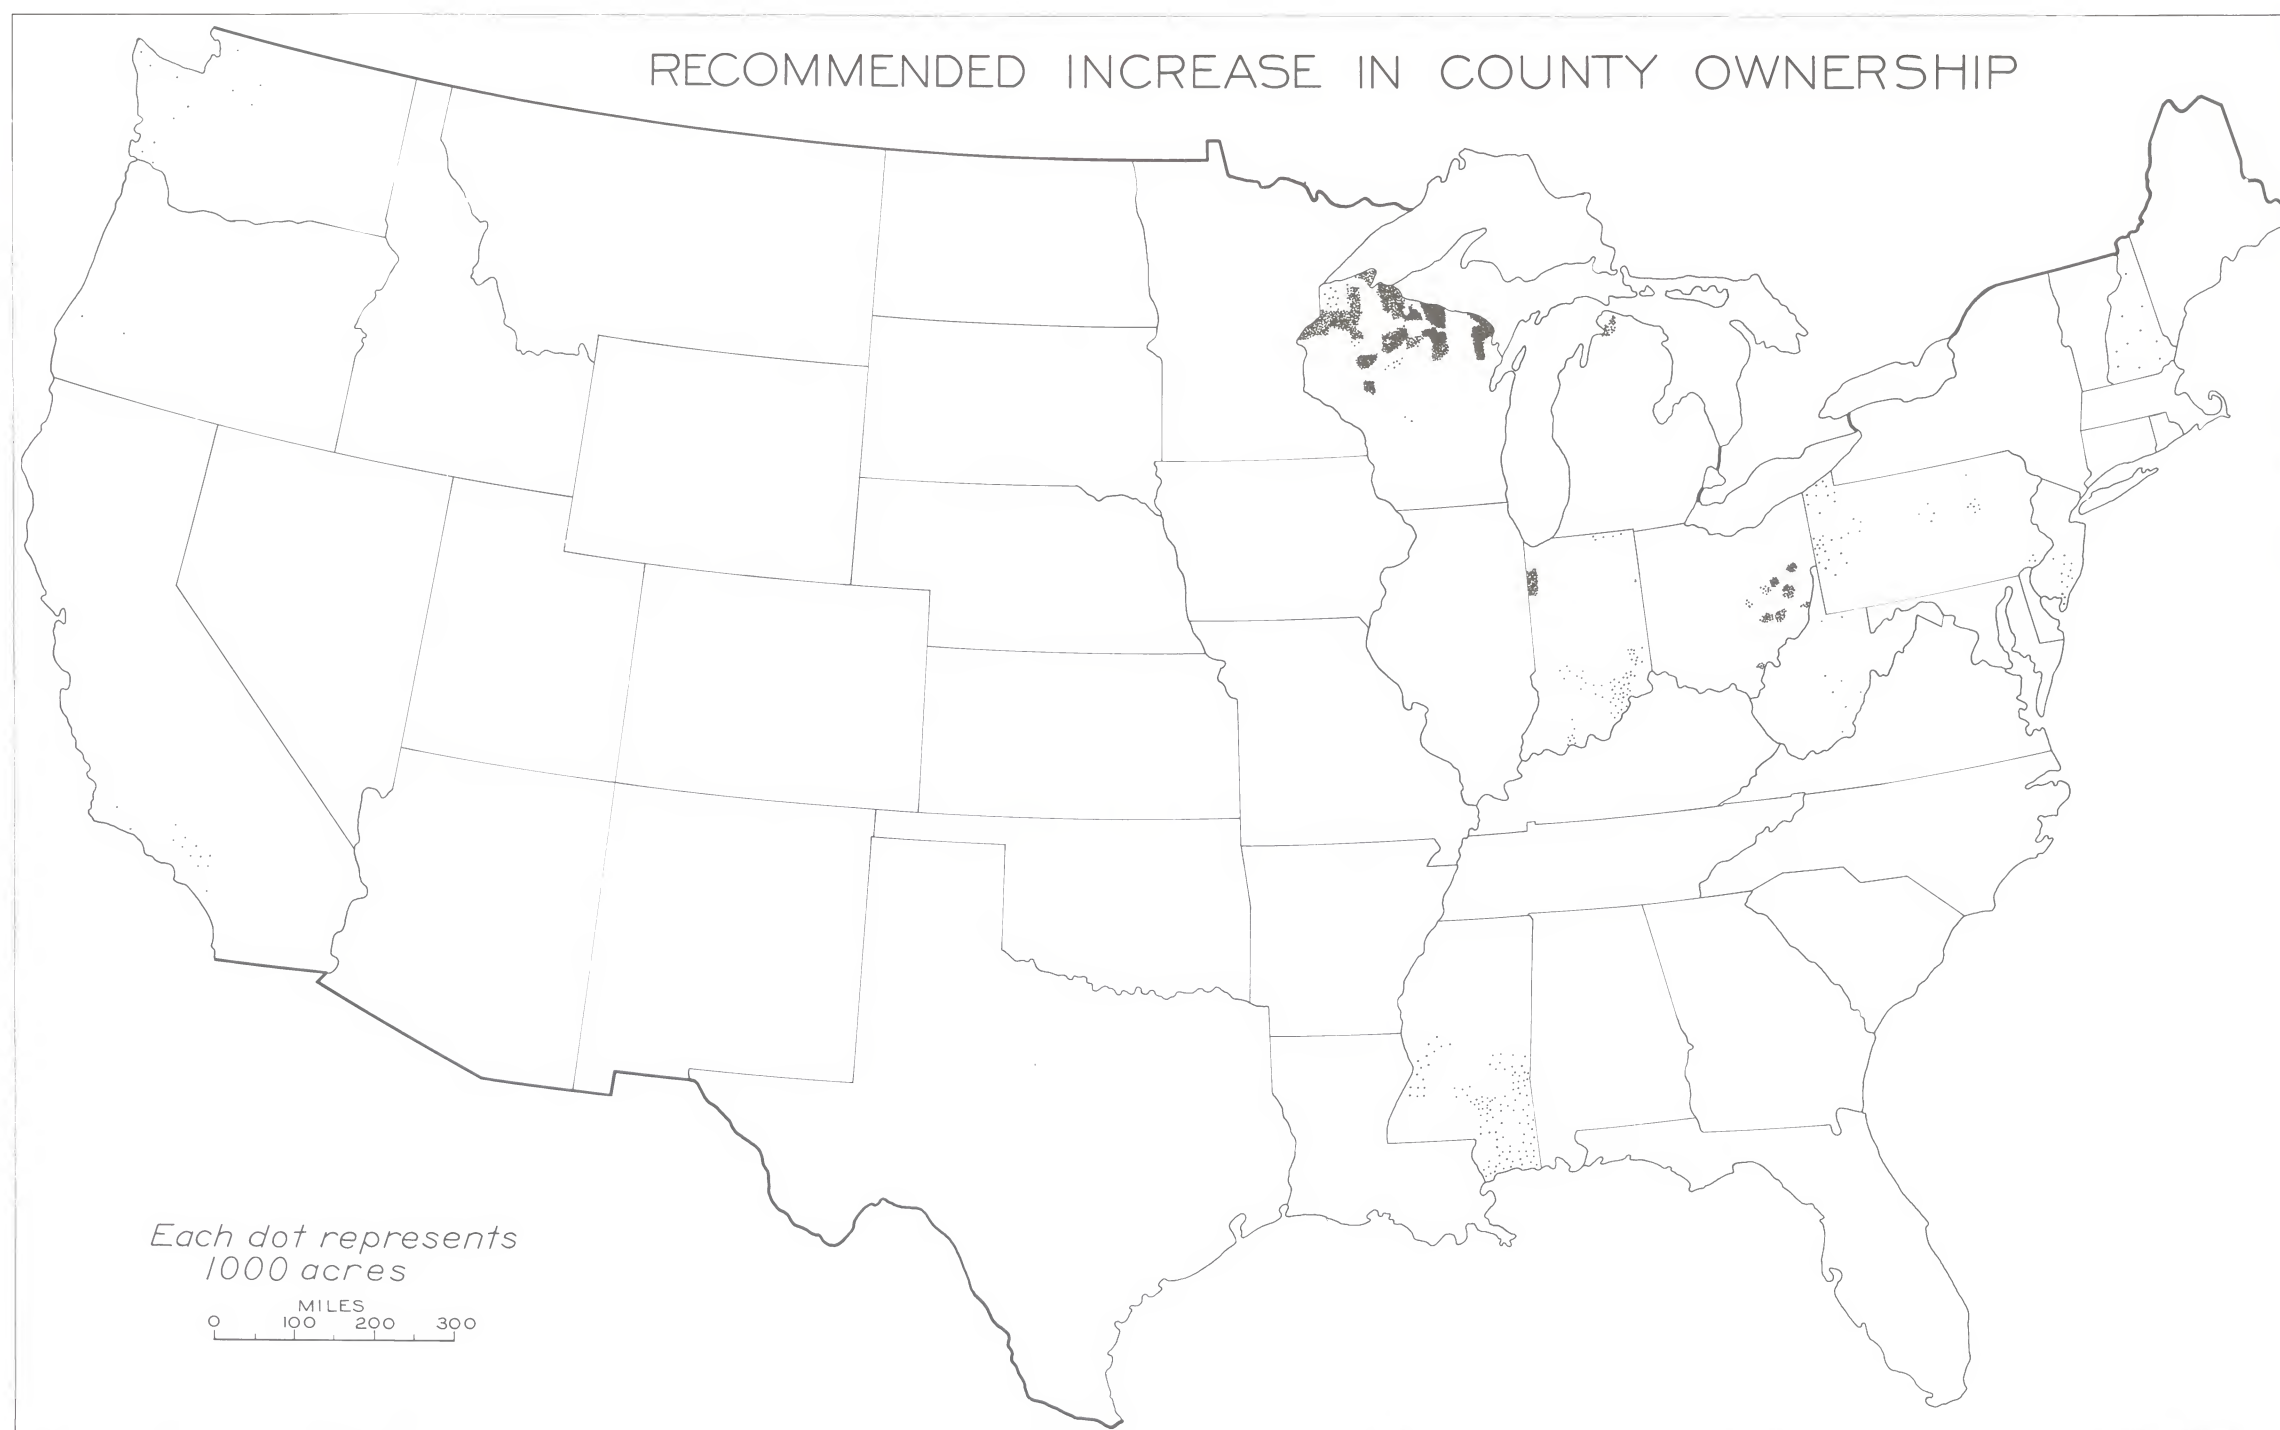 RECOMMENDED INCREASE IN COUNTY OWNERSHIP
Each dot represents
1000 acres
MILES
0 100 200 300